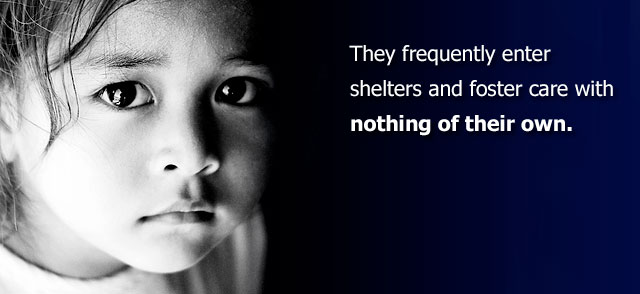 They frequently enter
shelters and foster care with
nothing of their own.